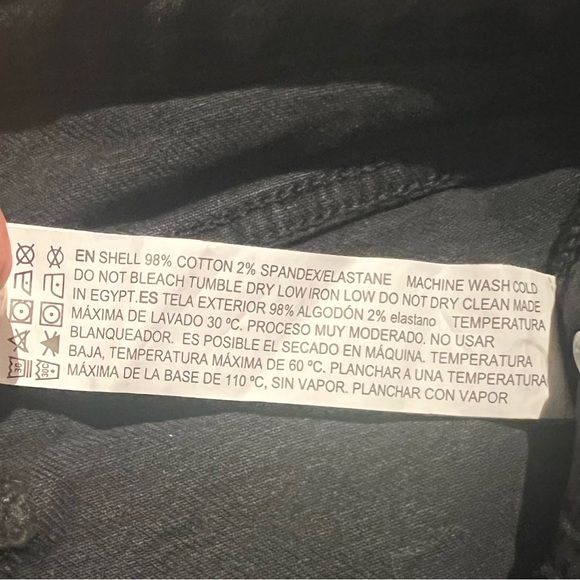 EN SHELL 98% COTTON 2% SPANDEX/ELASTANE MACHINE WASH COLD
DO NOT BLEACH TUMBLE DRY LOW IRON LOW DO NOT DRY CLEAN MADE
IN EGYPT.ES TELA EXTERIOR 98% ALGODÓN 2% elastano TEMPERATURA
MÁXIMA DE LAVADO 30 ºC. PROCESO MUY MODERADO. NO USAR
BLANQUEADOR. ES POSIBLE EL SECADO EN MÁQUINA. TEMPERATURA
BAJA, TEMPERATURA MÁXIMA DE 60 ºC. PLANCHAR A UNA TEMPERATURA
MÁXIMA DE LA BASE DE 110 ºC, SIN VAPOR. PLANCHAR CON VAPOR